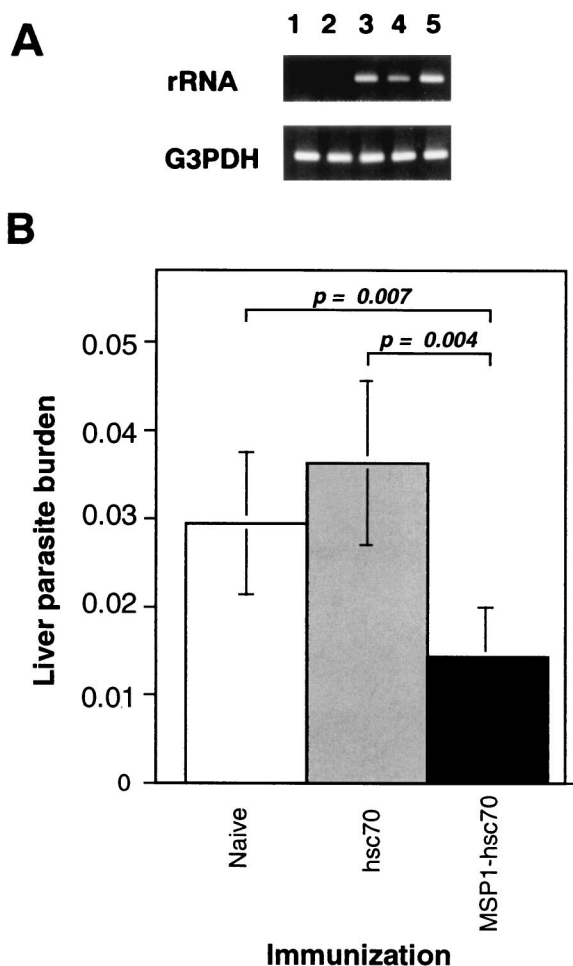 A
1 2 3 4 5
rRNA
G3PDH
B
p = 0.007
p = 0.004
0.05
0.04
0.03
0.02
0.01
0
Liver parasite burden
Naive
hsc70
MSP1-hsc70
Immunization